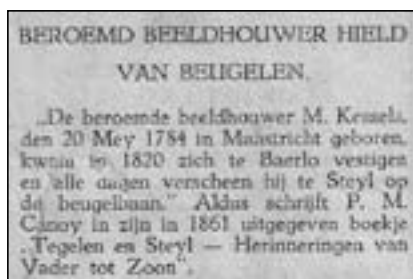 BEROEMD BEELDHOUWER HIELD
VAN BEUGELEN.
„De beroemde beeldhouwer M. Kessels,
den 20 Mey 1784 in Maastricht geboren,
kwam in 1820 zich te Baerlo vestigen
en alle dagen verscheen hij te Steyl op
de beugelbaan." Aldus schrijft P. M.
Canoy in zijn in 1861 uitgegeven boekje
„Tegelen en Steyl — Herinneringen van
Vader tot Zoon".